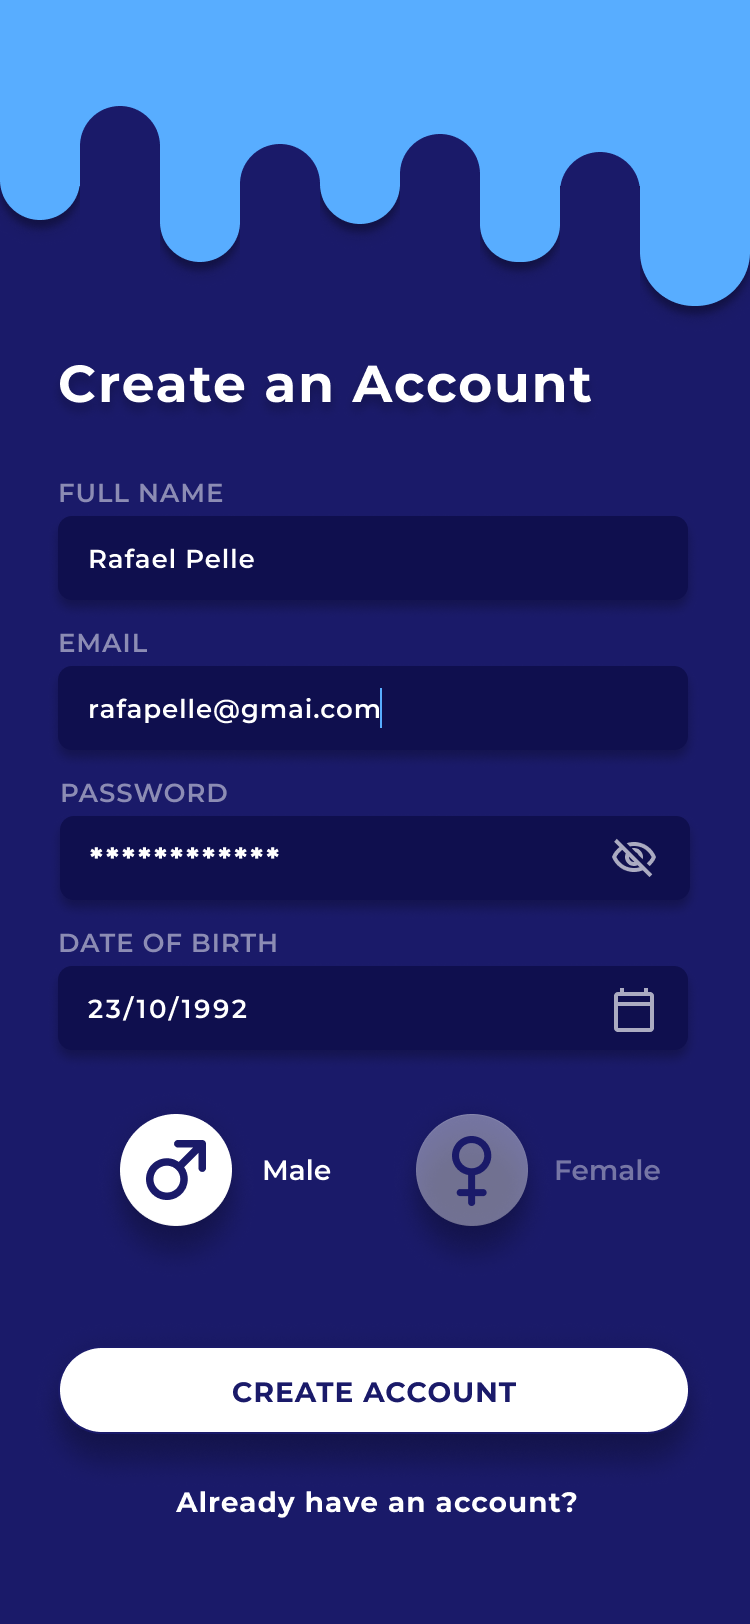 Create an Account
FULL NAME
Rafael Pelle
EMAIL
rafapelle@gmai.com
PASSWORD
************
DATE OF BIRTH
23/10/1992
Male Female
CREATE ACCOUNT
Already have an account?